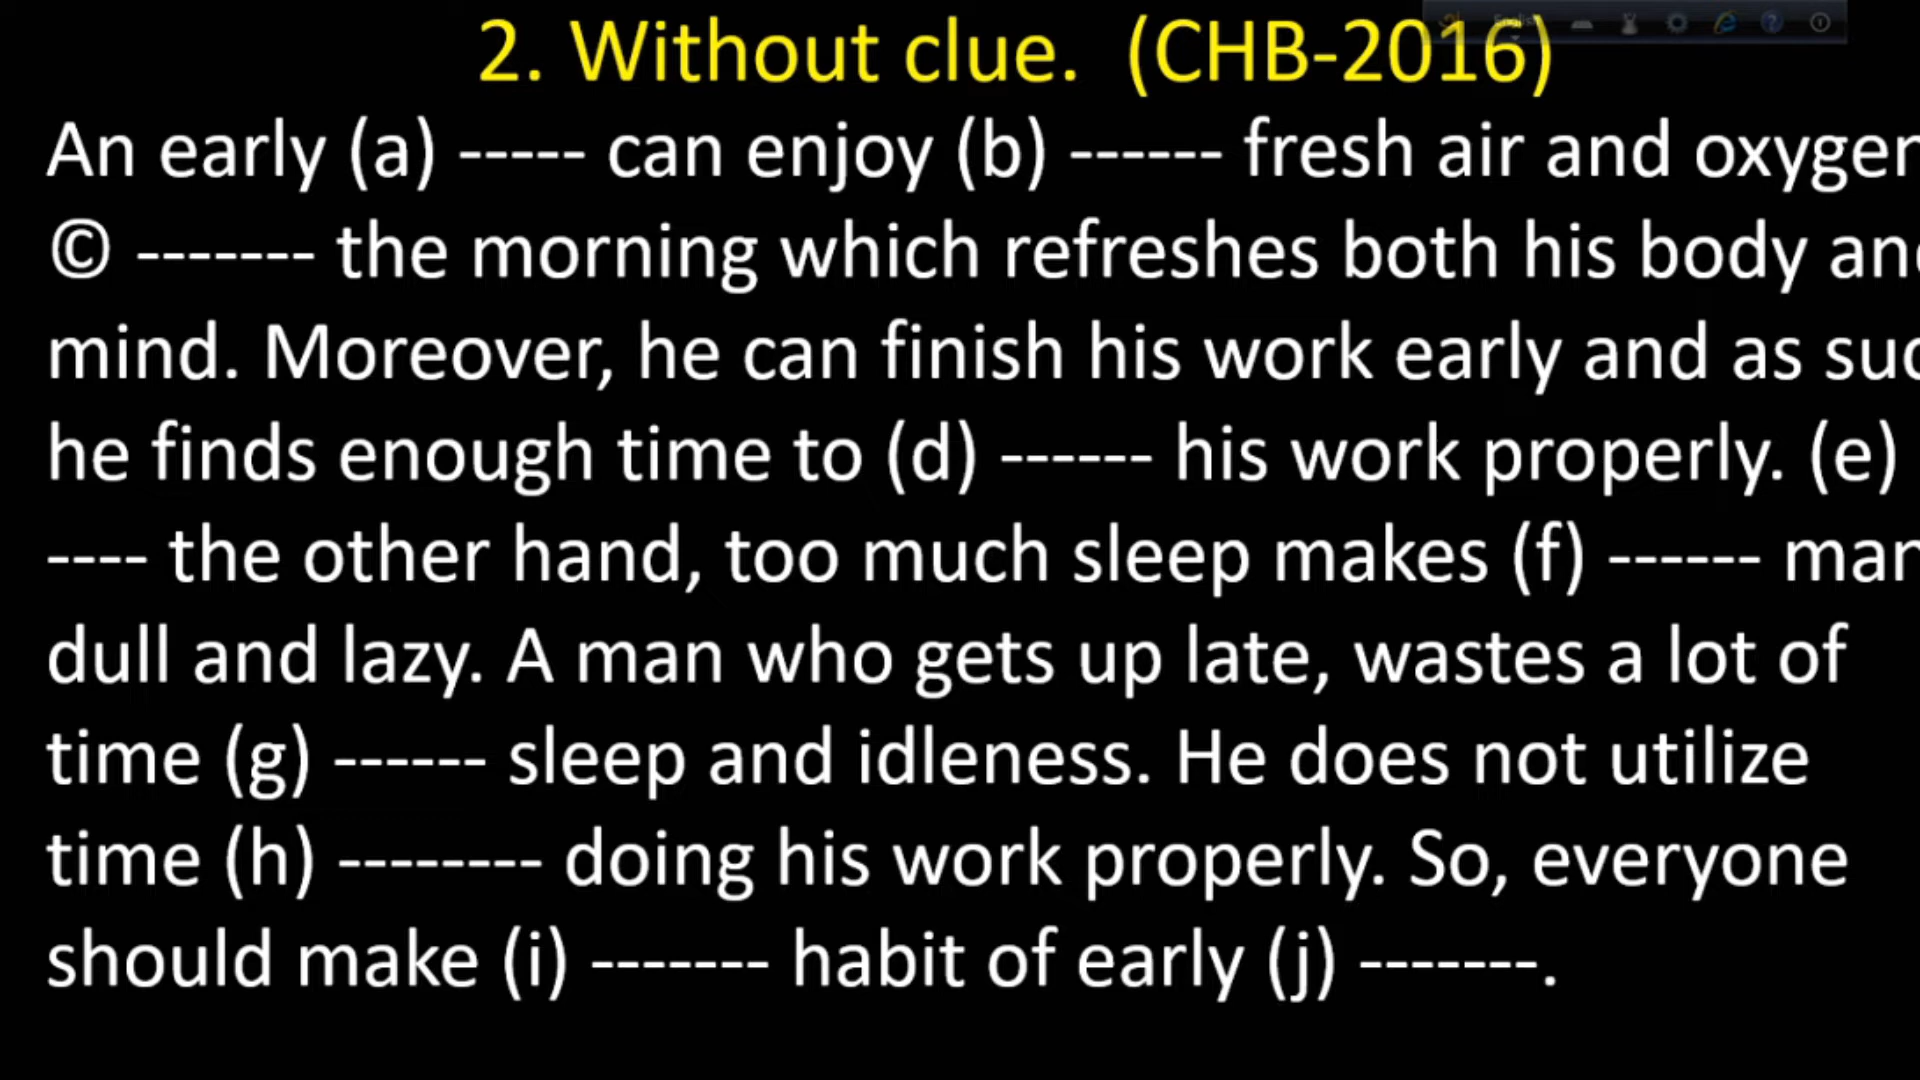 2. Without clue. (CHB-2016)
An early (a) ----- can enjoy (b) ------ fresh air and oxygen
© ------- the morning which refreshes both his body and
mind. Moreover, he can finish his work early and as suc
he finds enough time to (d) ------ his work properly. (e)
---- the other hand, too much sleep makes (f) ------ man
dull and lazy. A man who gets up late, wastes a lot of
time (g) ------ sleep and idleness. He does not utilize
time (h) -------- doing his work properly. So, everyone
should make (i) ------- habit of early (j) -------.